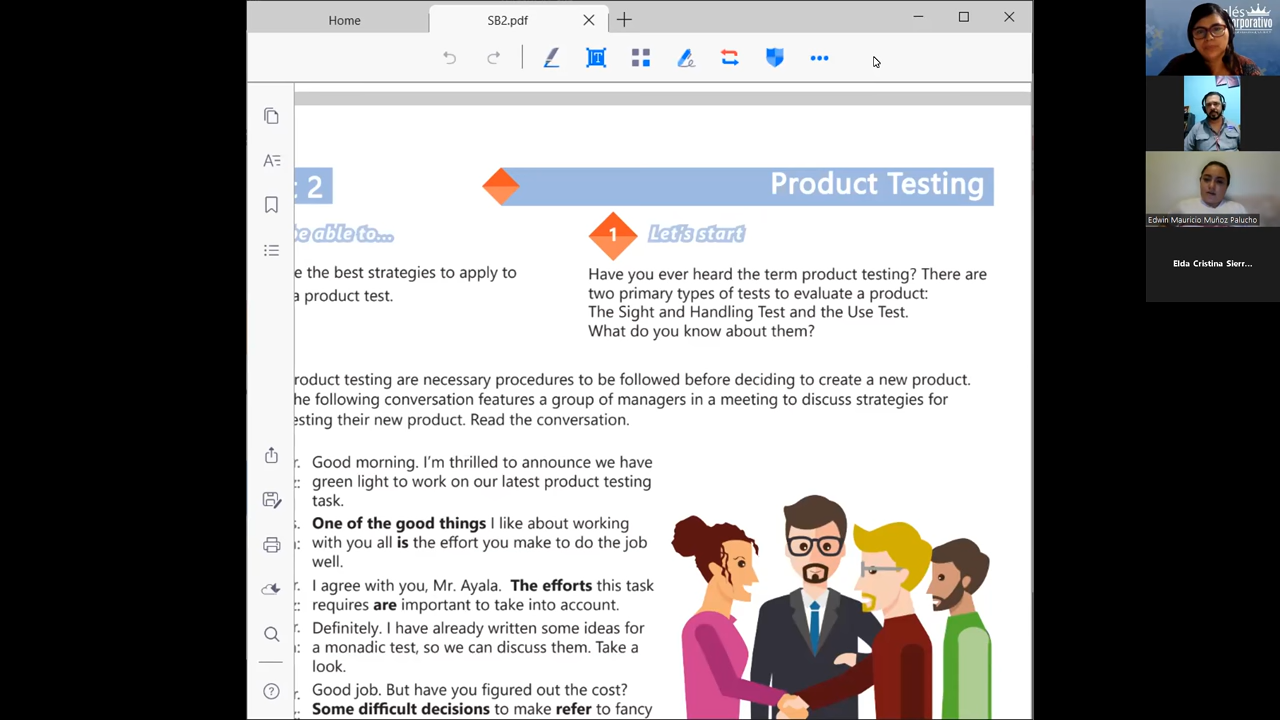 Home
SB2.pdf
t 2
Product Testing
be able to...
1
Let's start
e the best strategies to apply to
a product test.
Have you ever heard the term product testing? There are
two primary types of tests to evaluate a product:
The Sight and Handling Test and the Use Test.
What do you know about them?
roduct testing are necessary procedures to be followed before deciding to create a new product.
he following conversation features a group of managers in a meeting to discuss strategies for
esting their new product. Read the conversation.
r. Good morning. I'm thrilled to announce we have
green light to work on our latest product testing
task.
s. One of the good things I like about working
with you all is the effort you make to do the job
well.
r. I agree with you, Mr. Ayala. The efforts this task
requires are important to take into account.
r. Definitely. I have already written some ideas for
a monadic test, so we can discuss them. Take a
look.
r. Good job. But have you figured out the cost?
Some difficult decisions to make refer to fancy
lés
orporativo
Edwin Mauricio Muñoz Palucho
Elda Cristina Sierr...